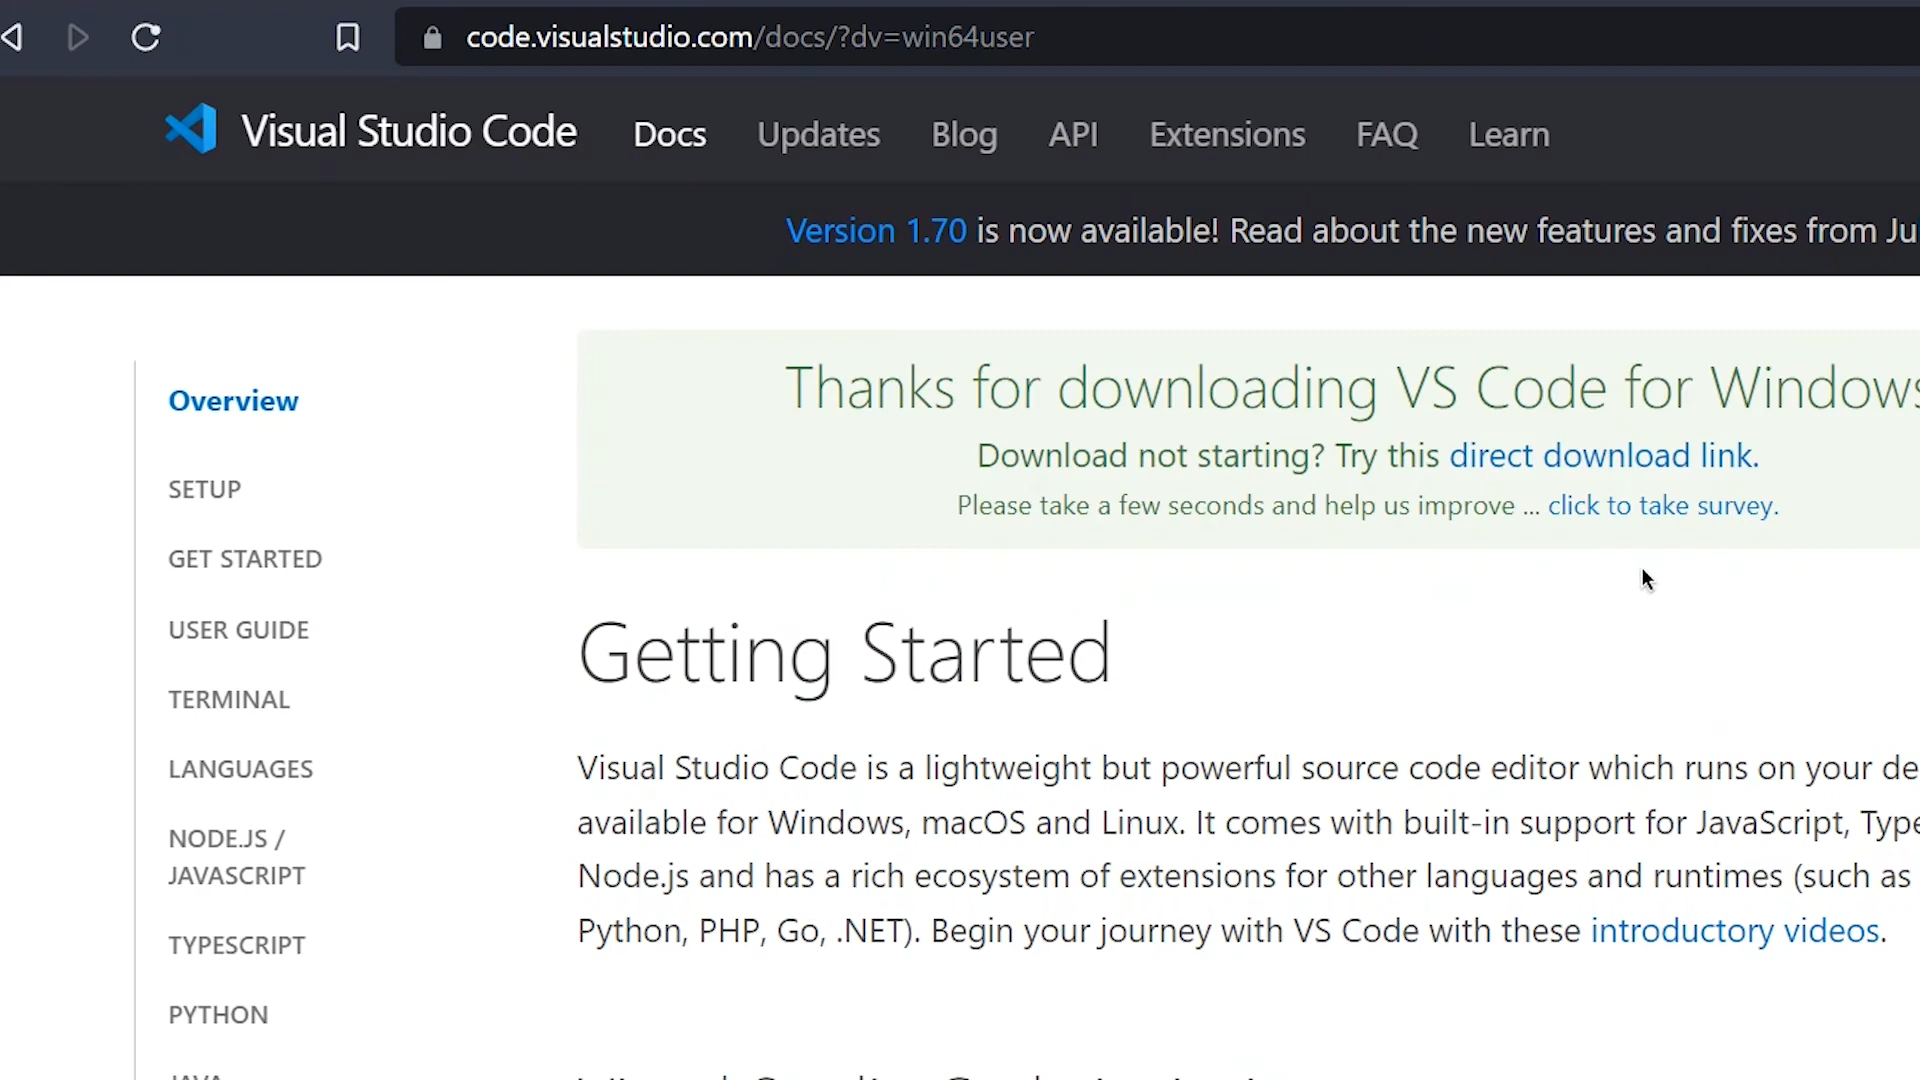 code.visualstudio.com/docs/?dv=win64user
Visual Studio Code Docs Updates Blog API Extensions FAQ Learn
Version 1.70 is now available! Read about the new features and fixes from Ju
Thanks for downloading VS Code for Windows
Download not starting? Try this direct download link.
Please take a few seconds and help us improve ... click to take survey.
Overview
SETUP
GET STARTED
USER GUIDE
TERMINAL
LANGUAGES
NODE.JS /
JAVASCRIPT
TYPESCRIPT
PYTHON
Getting Started
Visual Studio Code is a lightweight but powerful source code editor which runs on your de
available for Windows, macOS and Linux. It comes with built-in support for JavaScript, Type
Node.js and has a rich ecosystem of extensions for other languages and runtimes (such as
Python, PHP, Go, .NET). Begin your journey with VS Code with these introductory videos.